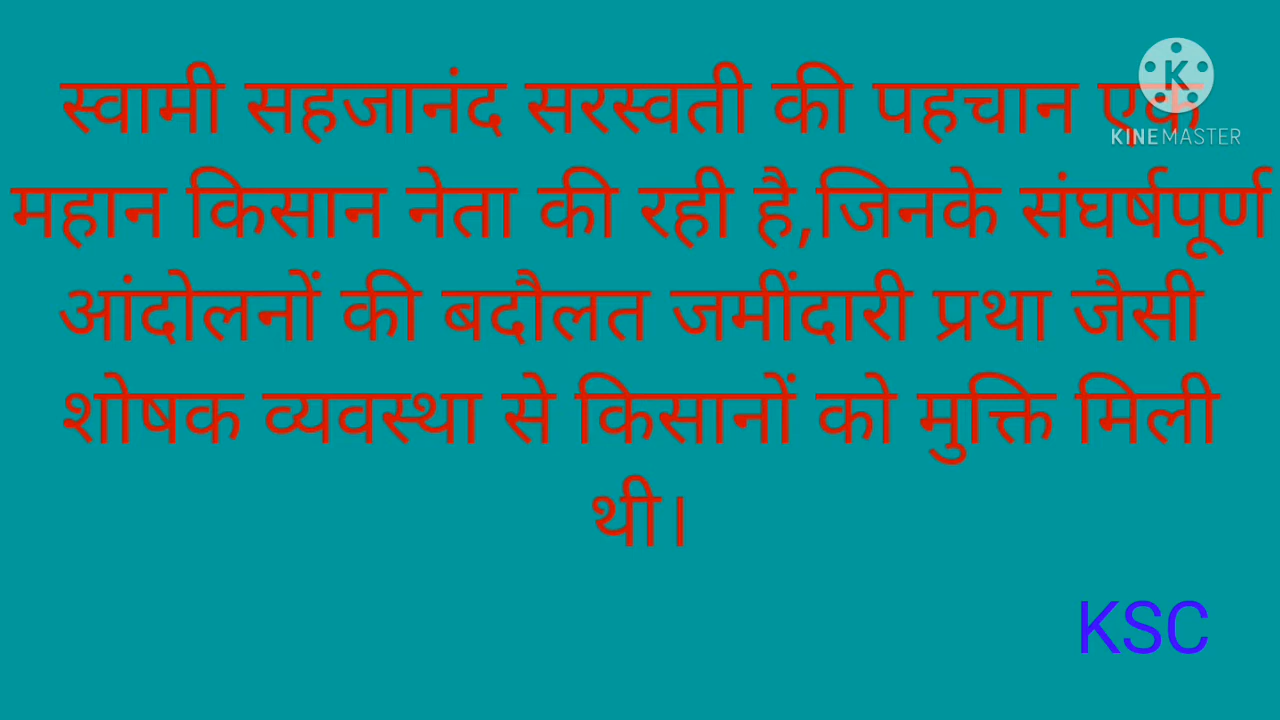 स्वामी सहजानंद सरस्वती की पहचान एक
KINEMASTER
महान किसान नेता की रही है,जिनके संघर्षपूर्ण
आंदोलनों की बदौलत जमींदारी प्रथा जैसी
शोषक व्यवस्था से किसानों को मुक्ति मिली
थी।
KSC